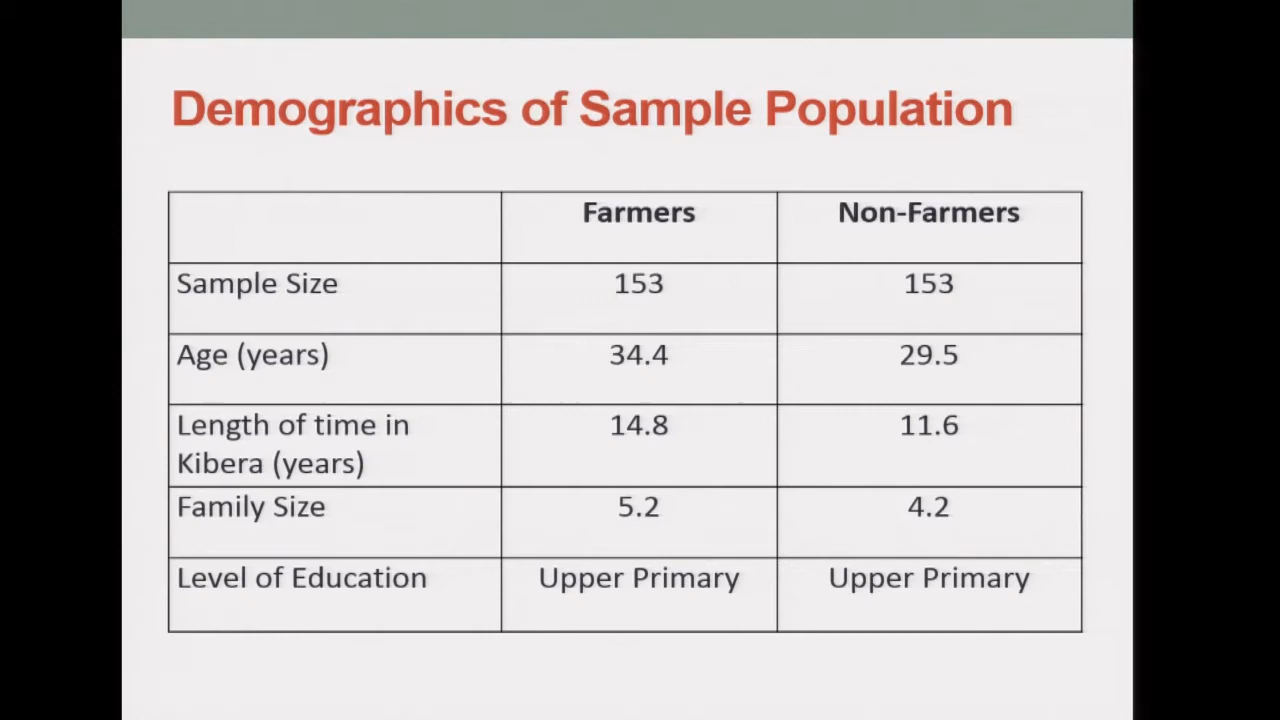 Demographics of Sample Population
Farmers Non-Farmers
Sample Size 153 153
Age (years) 34.4 29.5
Length of time in 14.8 11.6
Kibera (years)
Family Size 5.2 4.2
Level of Education Upper Primary Upper Primary